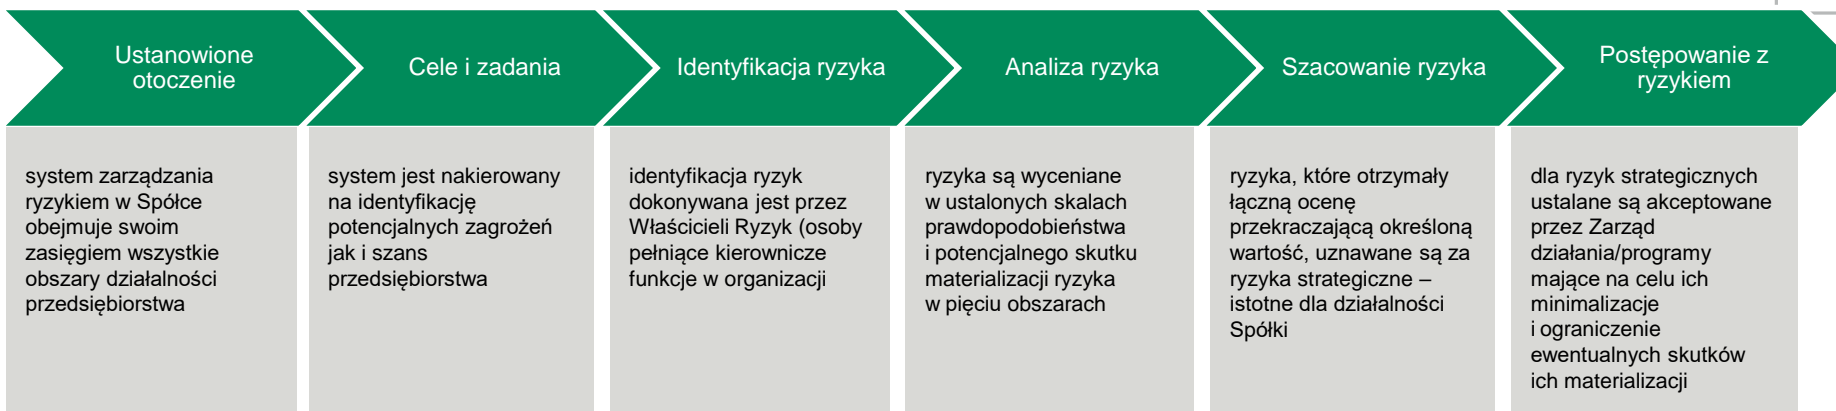 Ustanowione
otoczenie
Cele i zadania
Identyfikacja ryzyka
Analiza ryzyka
Szacowanie ryzyka
Postępowanie z
ryzykiem
system zarządzania
ryzykiem w Spółce
obejmuje swoim
zasięgiem wszystkie
obszary działalności
przedsiębiorstwa
system jest nakierowany
na identyfikację
potencjalnych zagrożeń
jak i szans
przedsiębiorstwa
identyfikacja ryzyk
dokonywana jest przez
Właścicieli Ryzyk (osoby
pełniące kierownicze
funkcje w organizacji
ryzyka są wyceniane
w ustalonych skalach
prawdopodobieństwa
i potencjalnego skutku
materializacji ryzyka
w pięciu obszarach
ryzyka, które otrzymały
łączną ocenę
przekraczającą określoną
wartość, uznawane są za
ryzyka strategiczne –
istotne dla działalności
Spółki
dla ryzyk strategicznych
ustalane są akceptowane
przez Zarząd
działania/programy
mające na celu ich
minimalizacje
i ograniczenie
ewentualnych skutków
ich materializacji